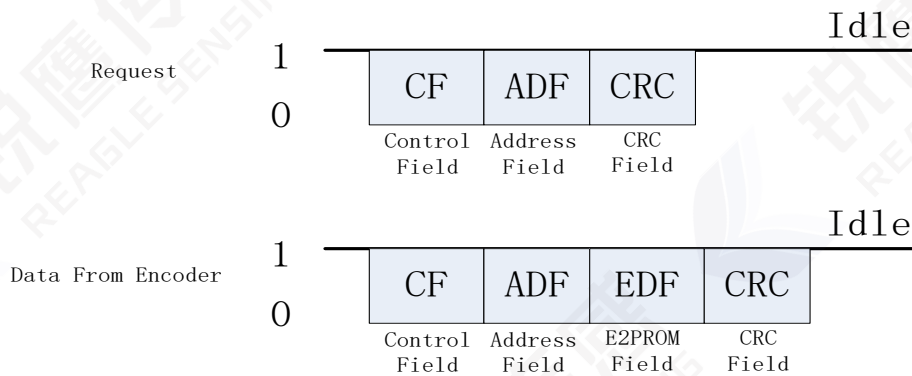 Idle
1
Request
CF ADF CRC
0
Control Address CRC
Field Field Field
Idle
1
Data From Encoder
CF ADF EDF CRC
0
Control Address E2PROM CRC
Field Field Field Field